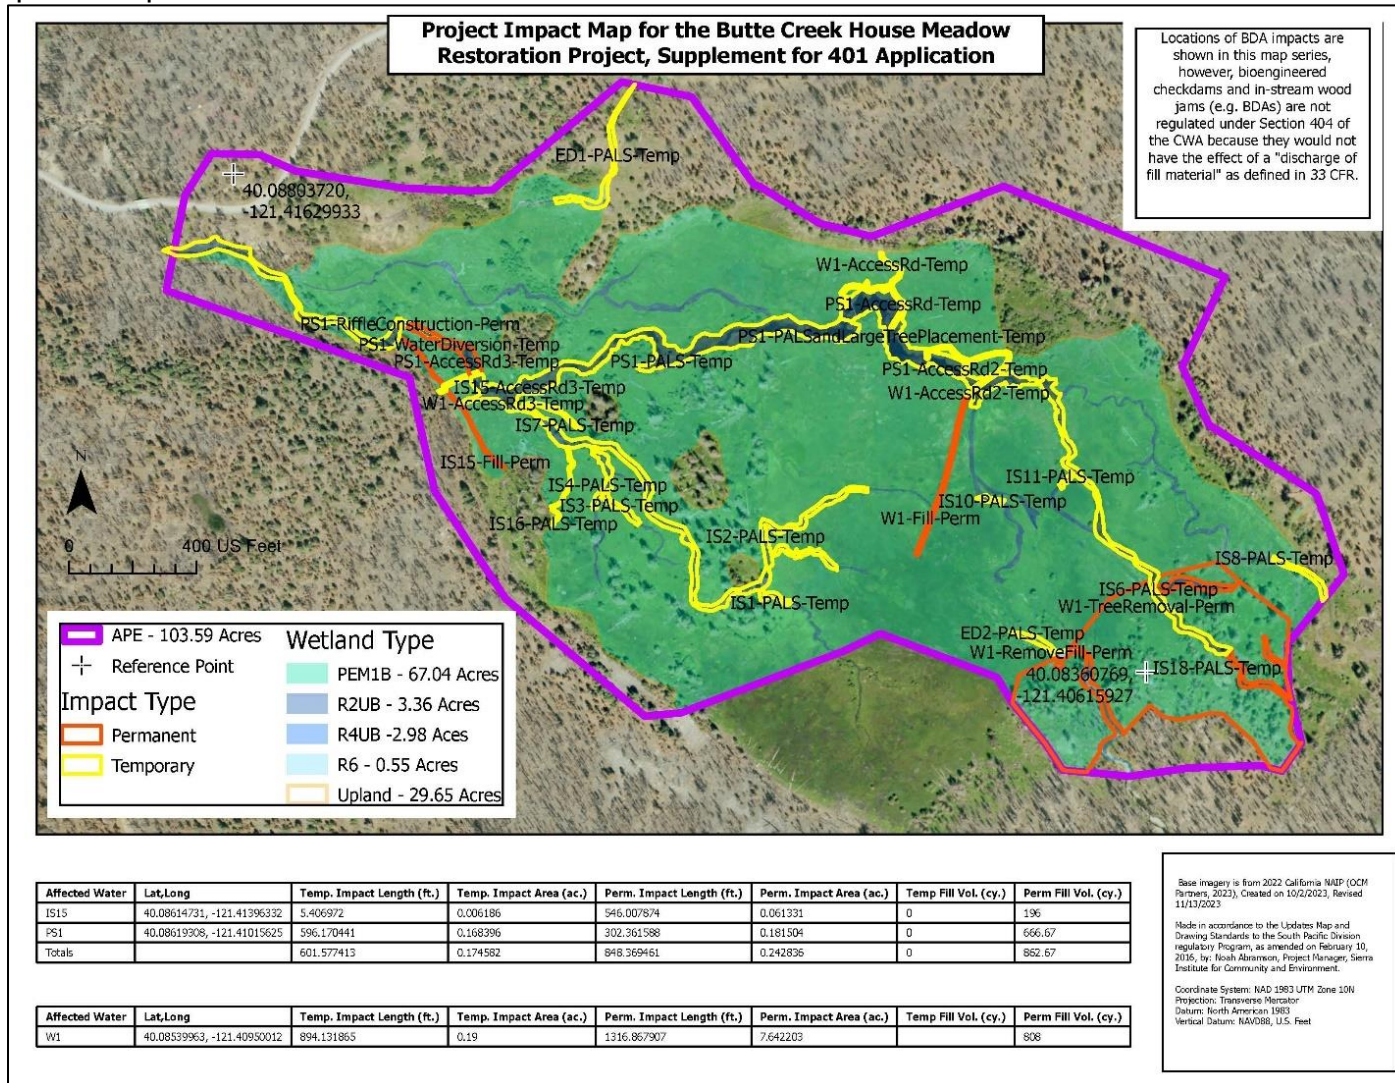 Project Impact Map for the Butte Creek House Meadow
Restoration Project, Supplement for 401 Application
Locations of BDA impacts are
shown in this map series,
however, bioengineered
checkdams and in-stream wood
jams (e.g. BDAs) are not
regulated under Section 404 of
the CWA because they would not
have the effect of a "discharge of
fill material" as defined in 33 CFR.
ED1-PALS-Temp
40.08803720,
-121.41629933
W1-AccessRd-Temp
PS1-AccessRd-Temp
PS1-RiffleConstruction-Perm
PS1-PALSandLargeTreePlacement-Temp
PS1-WaterDiversion-Temp
PS1-AccessRd3-Temp
PS1-PALS-Temp
PS1-AccessRd2-Temp
IS15-AccessRd3-Temp
W1-AccessRd2-Temp
W1-AccessRd3-Temp
IS7-PALS-Temp
IS15-Fill-Perm
IS11-PALS-Temp
IS4-PALS-Temp
IS10-PALS-Temp
IS3-PALS-Temp
W1-Fill-Perm
IS16-PALS-Temp
IS2-PALS-Temp
IS8-PALS-Temp
IS6-PALS-Temp
IS1-PALS-Temp
W1-TreeRemoval-Perm
ED2-PALS-Temp
W1-RemoveFill-Perm
IS18-PALS-Temp
40.08360769,
-121.40615927
N
0 400 US Feet
APE - 103.59 Acres
Reference Point
Impact Type
Permanent
Temporary
Wetland Type
PEM1B - 67.04 Acres
R2UB - 3.36 Acres
R4UB -2.98 Aces
R6 - 0.55 Acres
Upland - 29.65 Acres
Affected Water Lat,Long Temp. Impact Length (ft.) Temp. Impact Area (ac.) Perm. Impact Length (ft.) Perm. Impact Area (ac.) Temp Fill Vol. (cy.) Perm Fill Vol. (cy.)
IS15 40.08614731, -121.41396332 5.406972 0.006186 546.007874 0.061331 0 196
PS1 40.08619308, -121.41015625 596.170441 0.168396 302.361588 0.181504 0 666.67
Totals 601.577413 0.174582 848.369461 0.242836 0 862.67
Affected Water Lat,Long Temp. Impact Length (ft.) Temp. Impact Area (ac.) Perm. Impact Length (ft.) Perm. Impact Area (ac.) Temp Fill Vol. (cy.) Perm Fill Vol. (cy.)
W1 40.08539963, -121.40950012 894.131865 0.19 1316.867907 7.642203 808
Base imagery is from 2022 California NAIP (OCM
Partners, 2023), Created on 10/2/2023, Revised
11/13/2023
Made in accordance to the Updates Map and
Drawing Standards to the South Pacific Division
regulatory Program, as amended on February 10,
2016, by: Noah Abramson, Project Manager, Sierra
Institute for Community and Environment.
Coordinate System: NAD 1983 UTM Zone 10N
Projection: Transverse Mercator
Datum: North American 1983
Vertical Datum: NAVD88, U.S. Feet